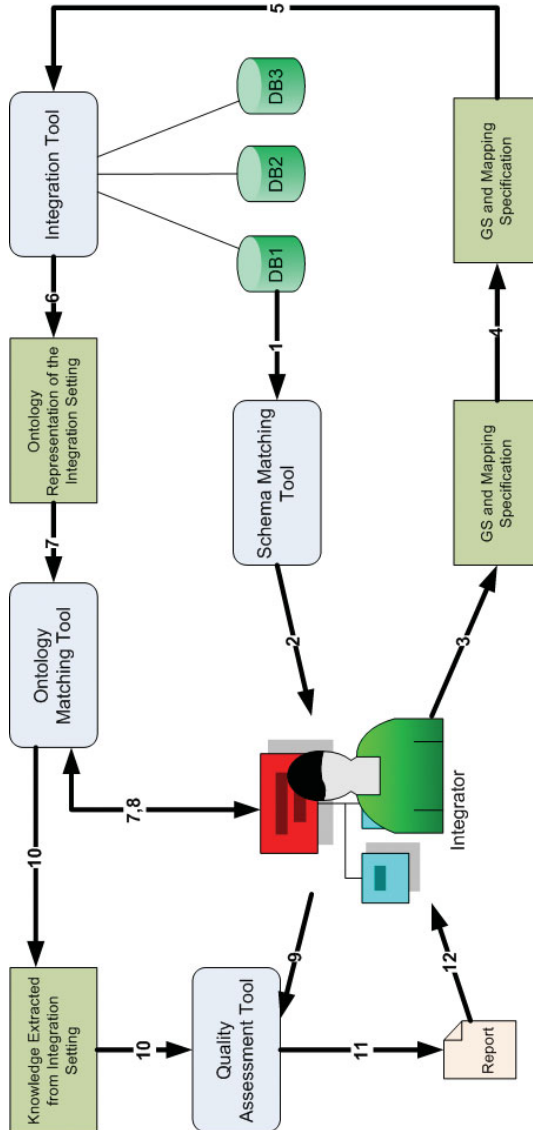 Knowledge Extracted
from Integration
Setting
10
Ontology
Matching Tool
7
Ontology
Representation of the
Integration Setting
6
Integration Tool
5
10
7,8
DB1
DB2
DB3
1
Quality
Assessment Tool
9
2
Schema Matching
Tool
11
Integrator
Report
12
3
GS and Mapping
Specification
4
GS and Mapping
Specification